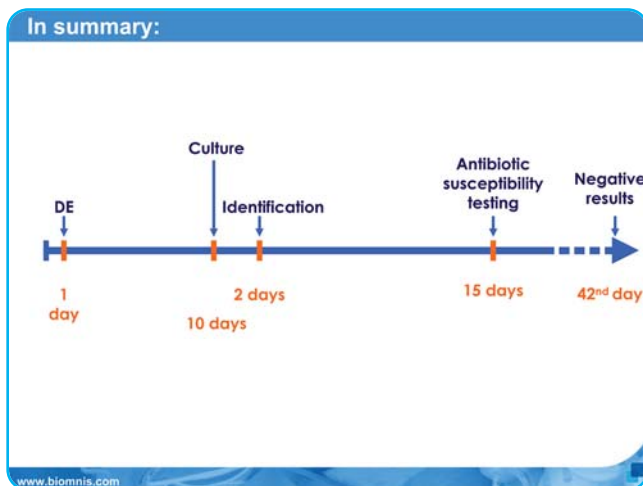 In summary:
Culture
Antibiotic
susceptibility
testing
Negative
results
DE
Identification
1
day
2 days
15 days
42nd day
10 days
www.biomnis.com